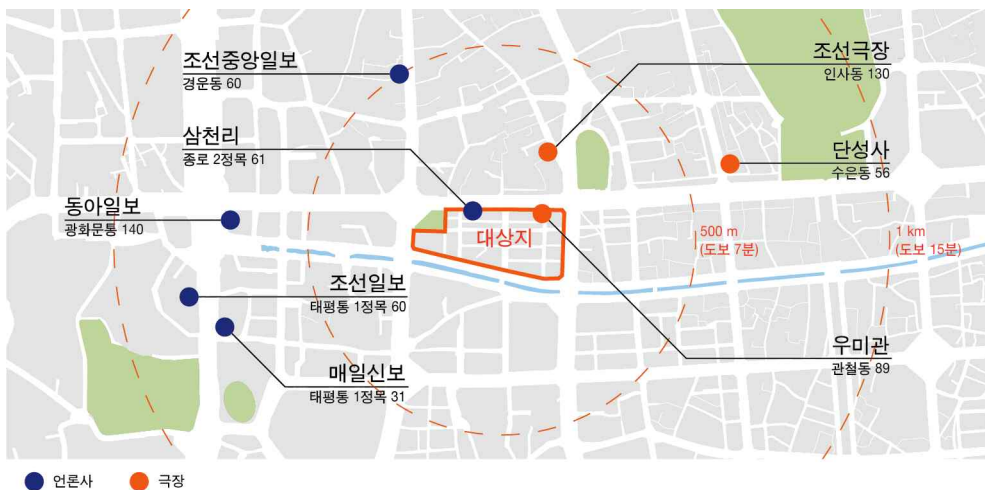 조선중앙일보
경운동 60
조선극장
인사동 130
삼천리
종로 2정목 61
단성사
수은동 56
동아일보
광화문통 140
대상지
500 m
(도보 7분)
1 km
(도보 15분)
조선일보
태평통 1정목 60
우미관
관철동 89
매일신보
태평통 1정목 31
언론사
극장